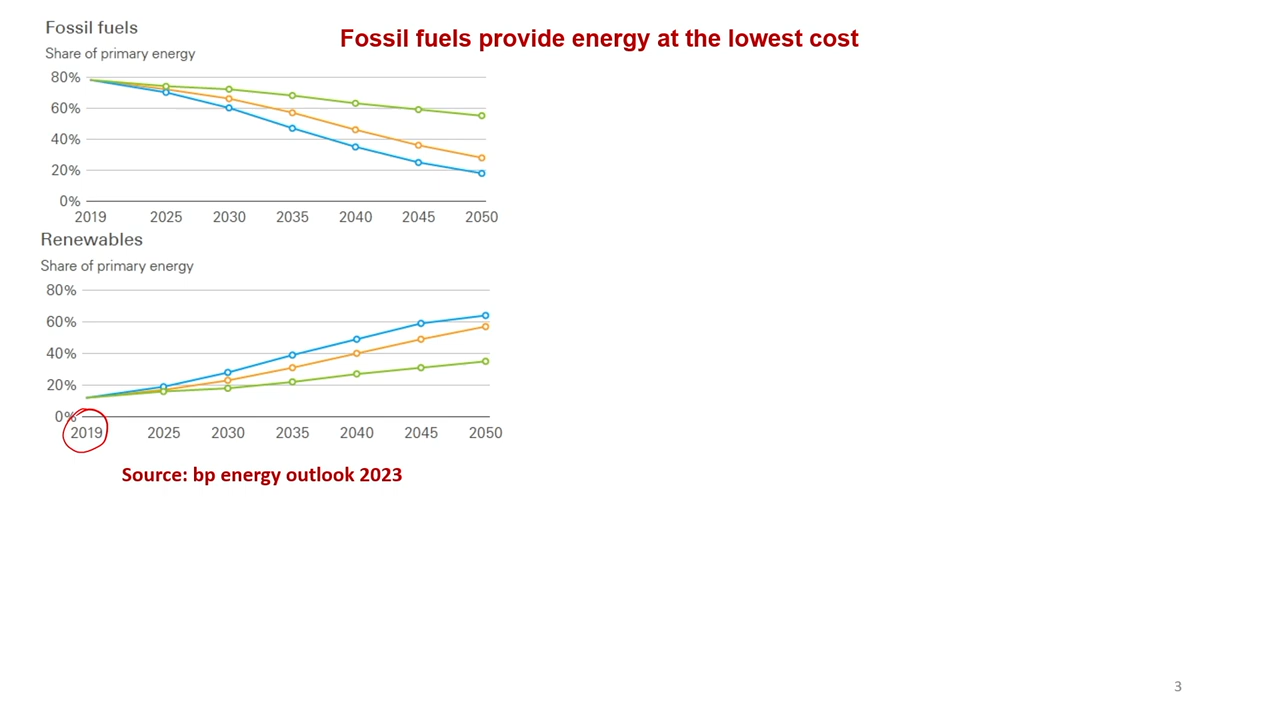 Fossil fuels provide energy at the lowest cost
Fossil fuels
Share of primary energy
80%
60%
40%
20%
0%
2019 2025 2030 2035 2040 2045 2050
Renewables
Share of primary energy
80%
60%
40%
20%
0%
2019 2025 2030 2035 2040 2045 2050
Source: bp energy outlook 2023
3